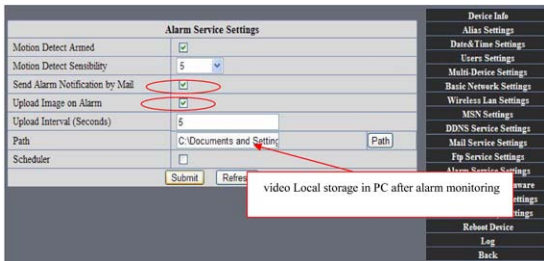 Alarm Service Settings
Motion Detect Armed
Motion Detect Sensibility
5
Send Alarm Notification by Mail
Upload Image on Alarm
Upload Interval (Seconds)
5
Path
C:\Documents and Setting
Path
Scheduler
Submit
video Local storage in PC after alarm monitoring
Device Info
Alias Settings
Date&Time Settings
Users Settings
Multi-Device Settings
Basic Network Settings
Wireless Lan Settings
MSN Settings
DDNS Service Settings
Mail Service Settings
Ftp Service Settings
Alarm Service Settings
Reboot Device
Log
Back